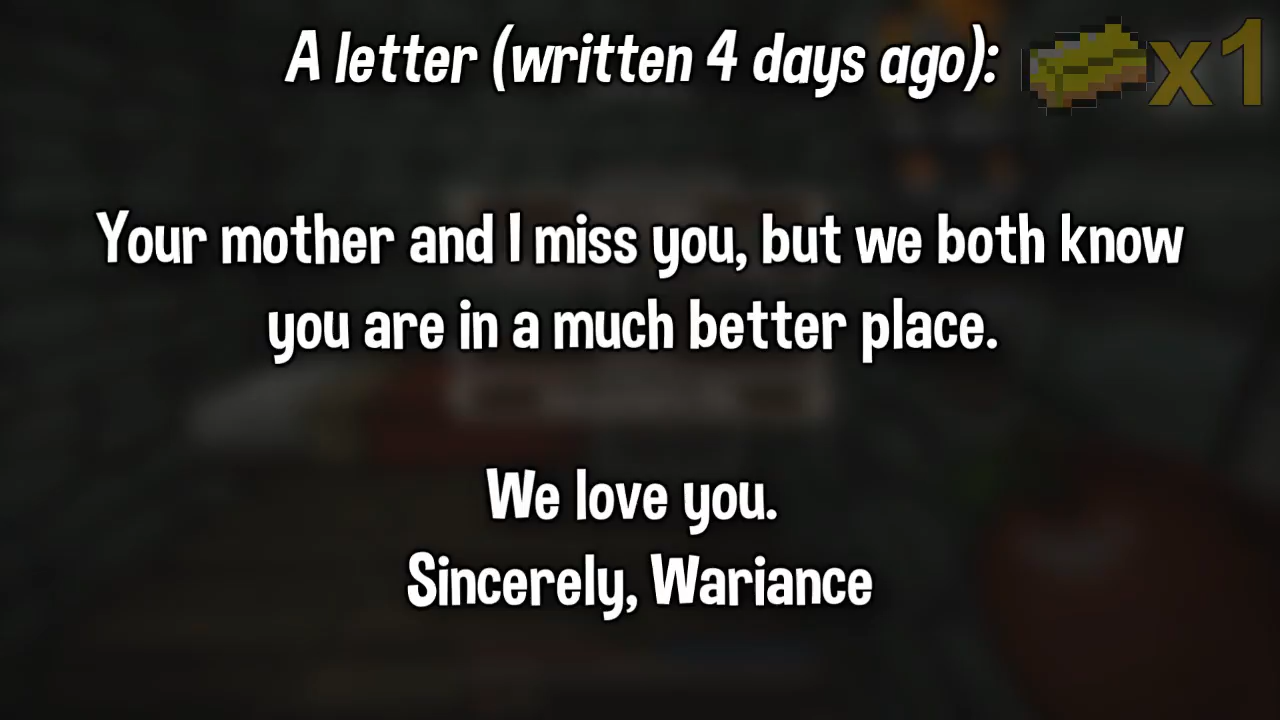 A letter (written 4 days ago):
x1
Your mother and I miss you, but we both know
you are in a much better place.
We love you.
Sincerely, Wariance